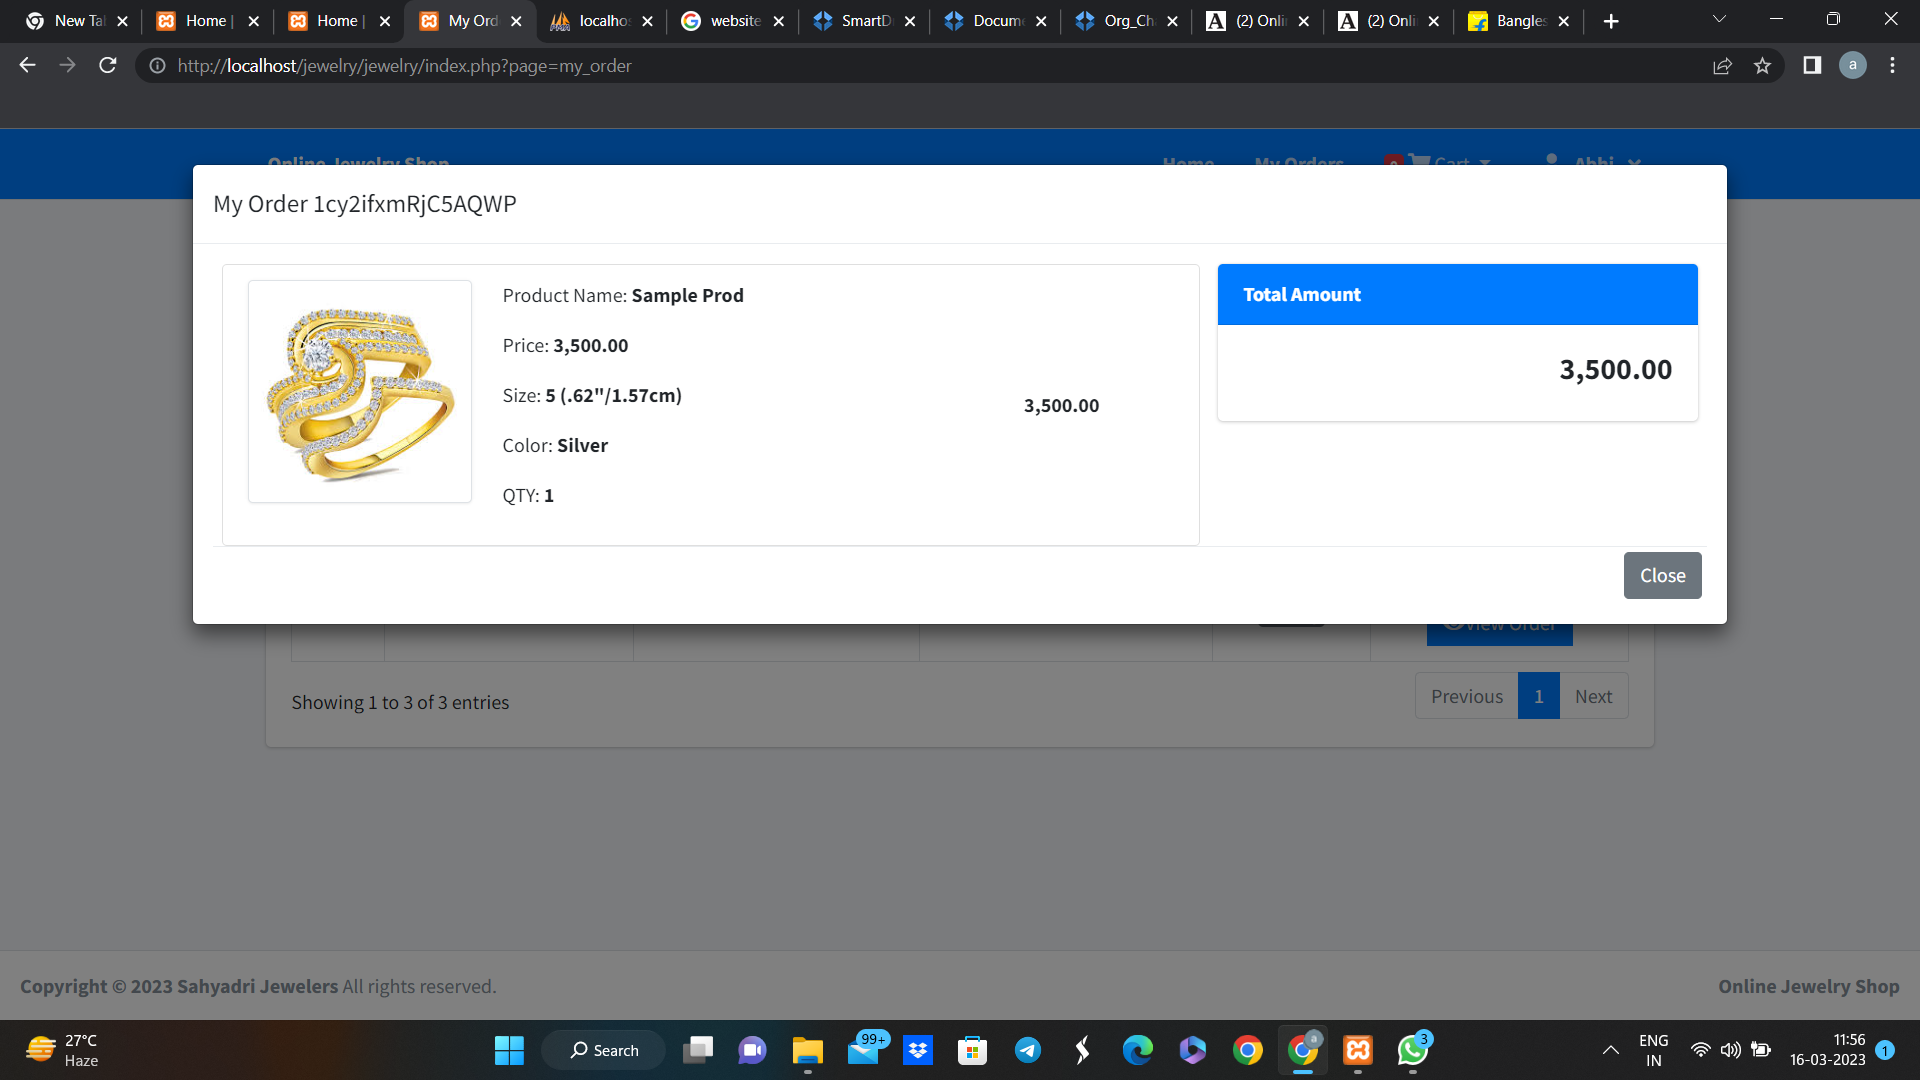 New Ta
Home |
Home |
My Ord
localhos
website
SmartD
Docume
Org_Ch
(2) Onli
(2) Onli
Bangles
http://localhost/jewelry/jewelry/index.php?page=my_order
a
Online Jewelry Shop
Home
My Orders
Cart
Abhi
My Order 1cy2ifxmRjC5AQWP
Product Name: Sample Prod
Price: 3,500.00
Size: 5 (.62"/1.57cm)
Color: Silver
QTY: 1
3,500.00
Total Amount
3,500.00
Close
View Order
Showing 1 to 3 of 3 entries
Previous
1
Next
Copyright © 2023 Sahyadri Jewelers All rights reserved.
Online Jewelry Shop
27°C
Haze
Search
99+
a
3
ENG
IN
11:56
16-03-2023
1